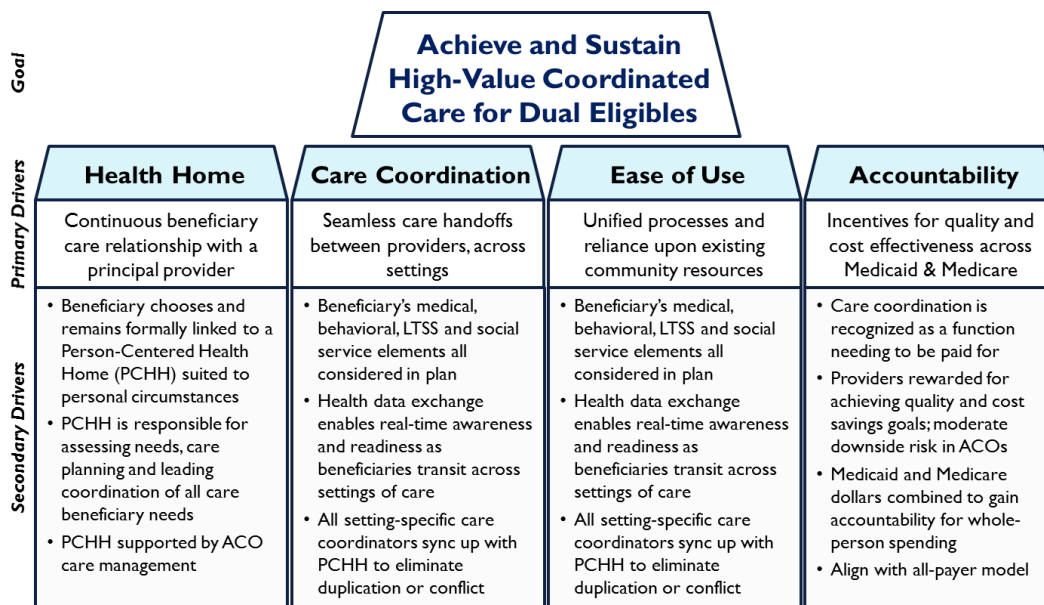 Goal
Achieve and Sustain
High-Value Coordinated
Care for Dual Eligibles
Primary Drivers
Health Home
Continuous beneficiary
care relationship with a
principal provider
Care Coordination
Seamless care handoffs
between providers, across
settings
Ease of Use
Unified processes and
reliance upon existing
community resources
Accountability
Incentives for quality and
cost effectiveness across
Medicaid & Medicare
Secondary Drivers
• Beneficiary chooses and
remains formally linked to a
Person-Centered Health
Home (PCHH) suited to
personal circumstances
• PCHH is responsible for
assessing needs, care
planning and leading
coordination of all care
beneficiary needs
• PCHH supported by ACO
care management
• Beneficiary's medical,
behavioral, LTSS and social
service elements all
considered in plan
• Health data exchange
enables real-time awareness
and readiness as
beneficiaries transit across
settings of care
• All setting-specific care
coordinators sync up with
PCHH to eliminate
duplication or conflict
• Beneficiary's medical,
behavioral, LTSS and social
service elements all
considered in plan
• Health data exchange
enables real-time awareness
and readiness as
beneficiaries transit across
settings of care
• All setting-specific care
coordinators sync up with
PCHH to eliminate
duplication or conflict
• Care coordination is
recognized as a function
needing to be paid for
• Providers rewarded for
achieving quality and cost
savings goals; moderate
downside risk in ACOs
• Medicaid and Medicare
dollars combined to gain
accountability for whole-
person spending
• Align with all-payer model